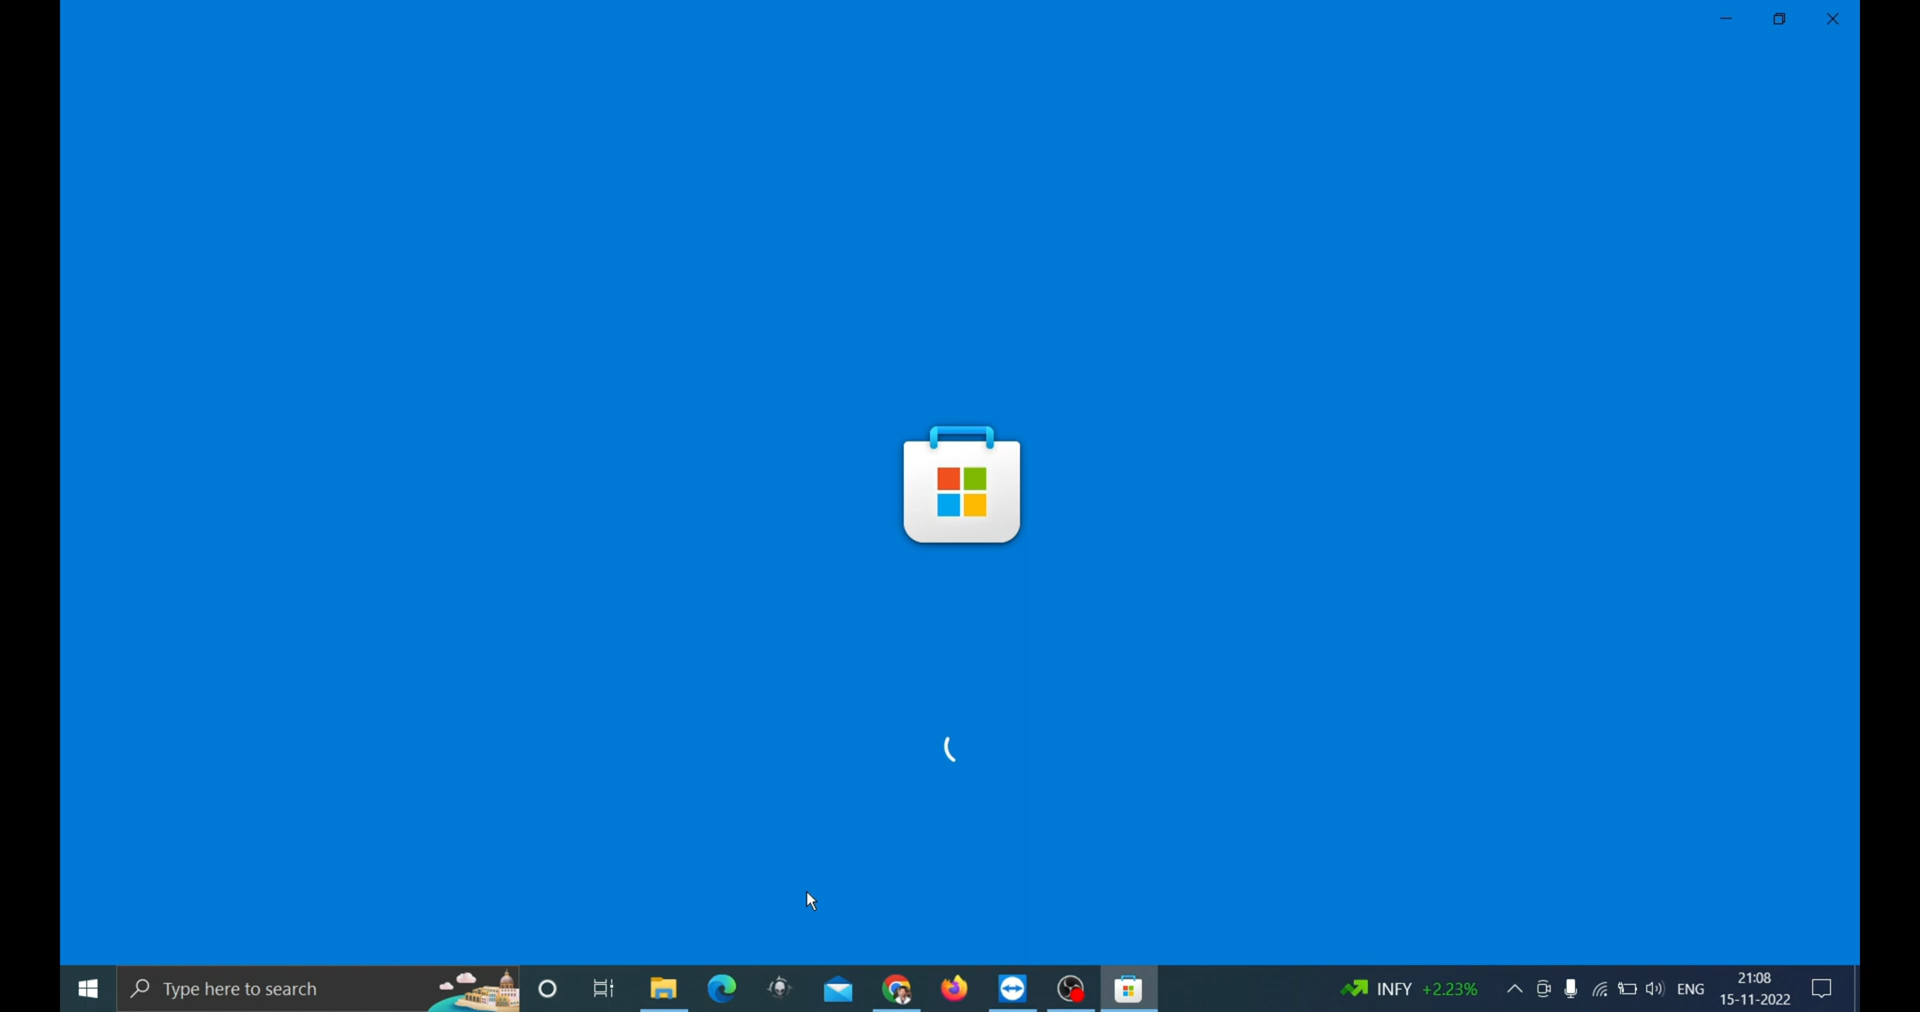 Type here to search
INFY +2.23%
ENG
21:08
15-11-2022